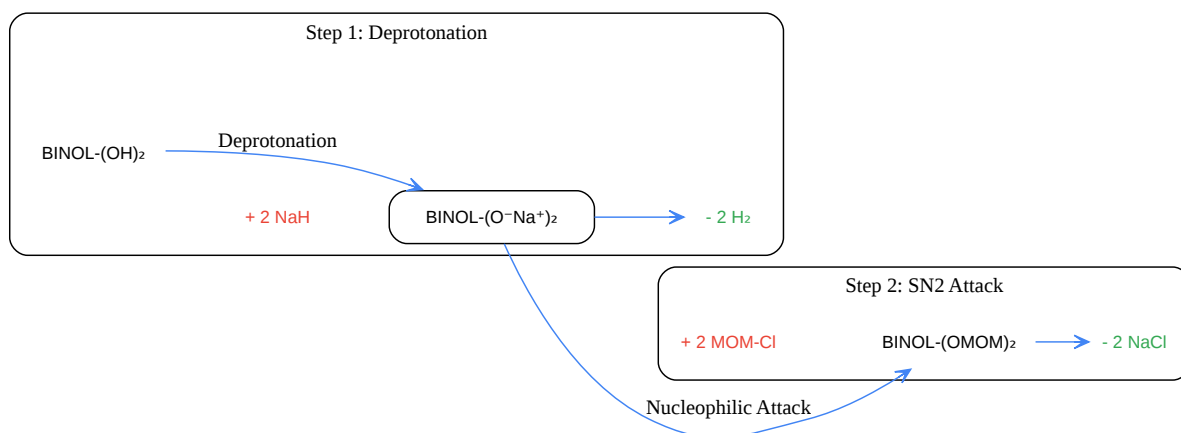 Step 1: Deprotonation
Deprotonation
BINOL-(OH)₂
+ 2 NaH
BINOL-(O⁻Na⁺)₂
- 2 H₂
Step 2: SN2 Attack
+ 2 MOM-Cl
BINOL-(OMOM)₂
- 2 NaCl
Nucleophilic Attack